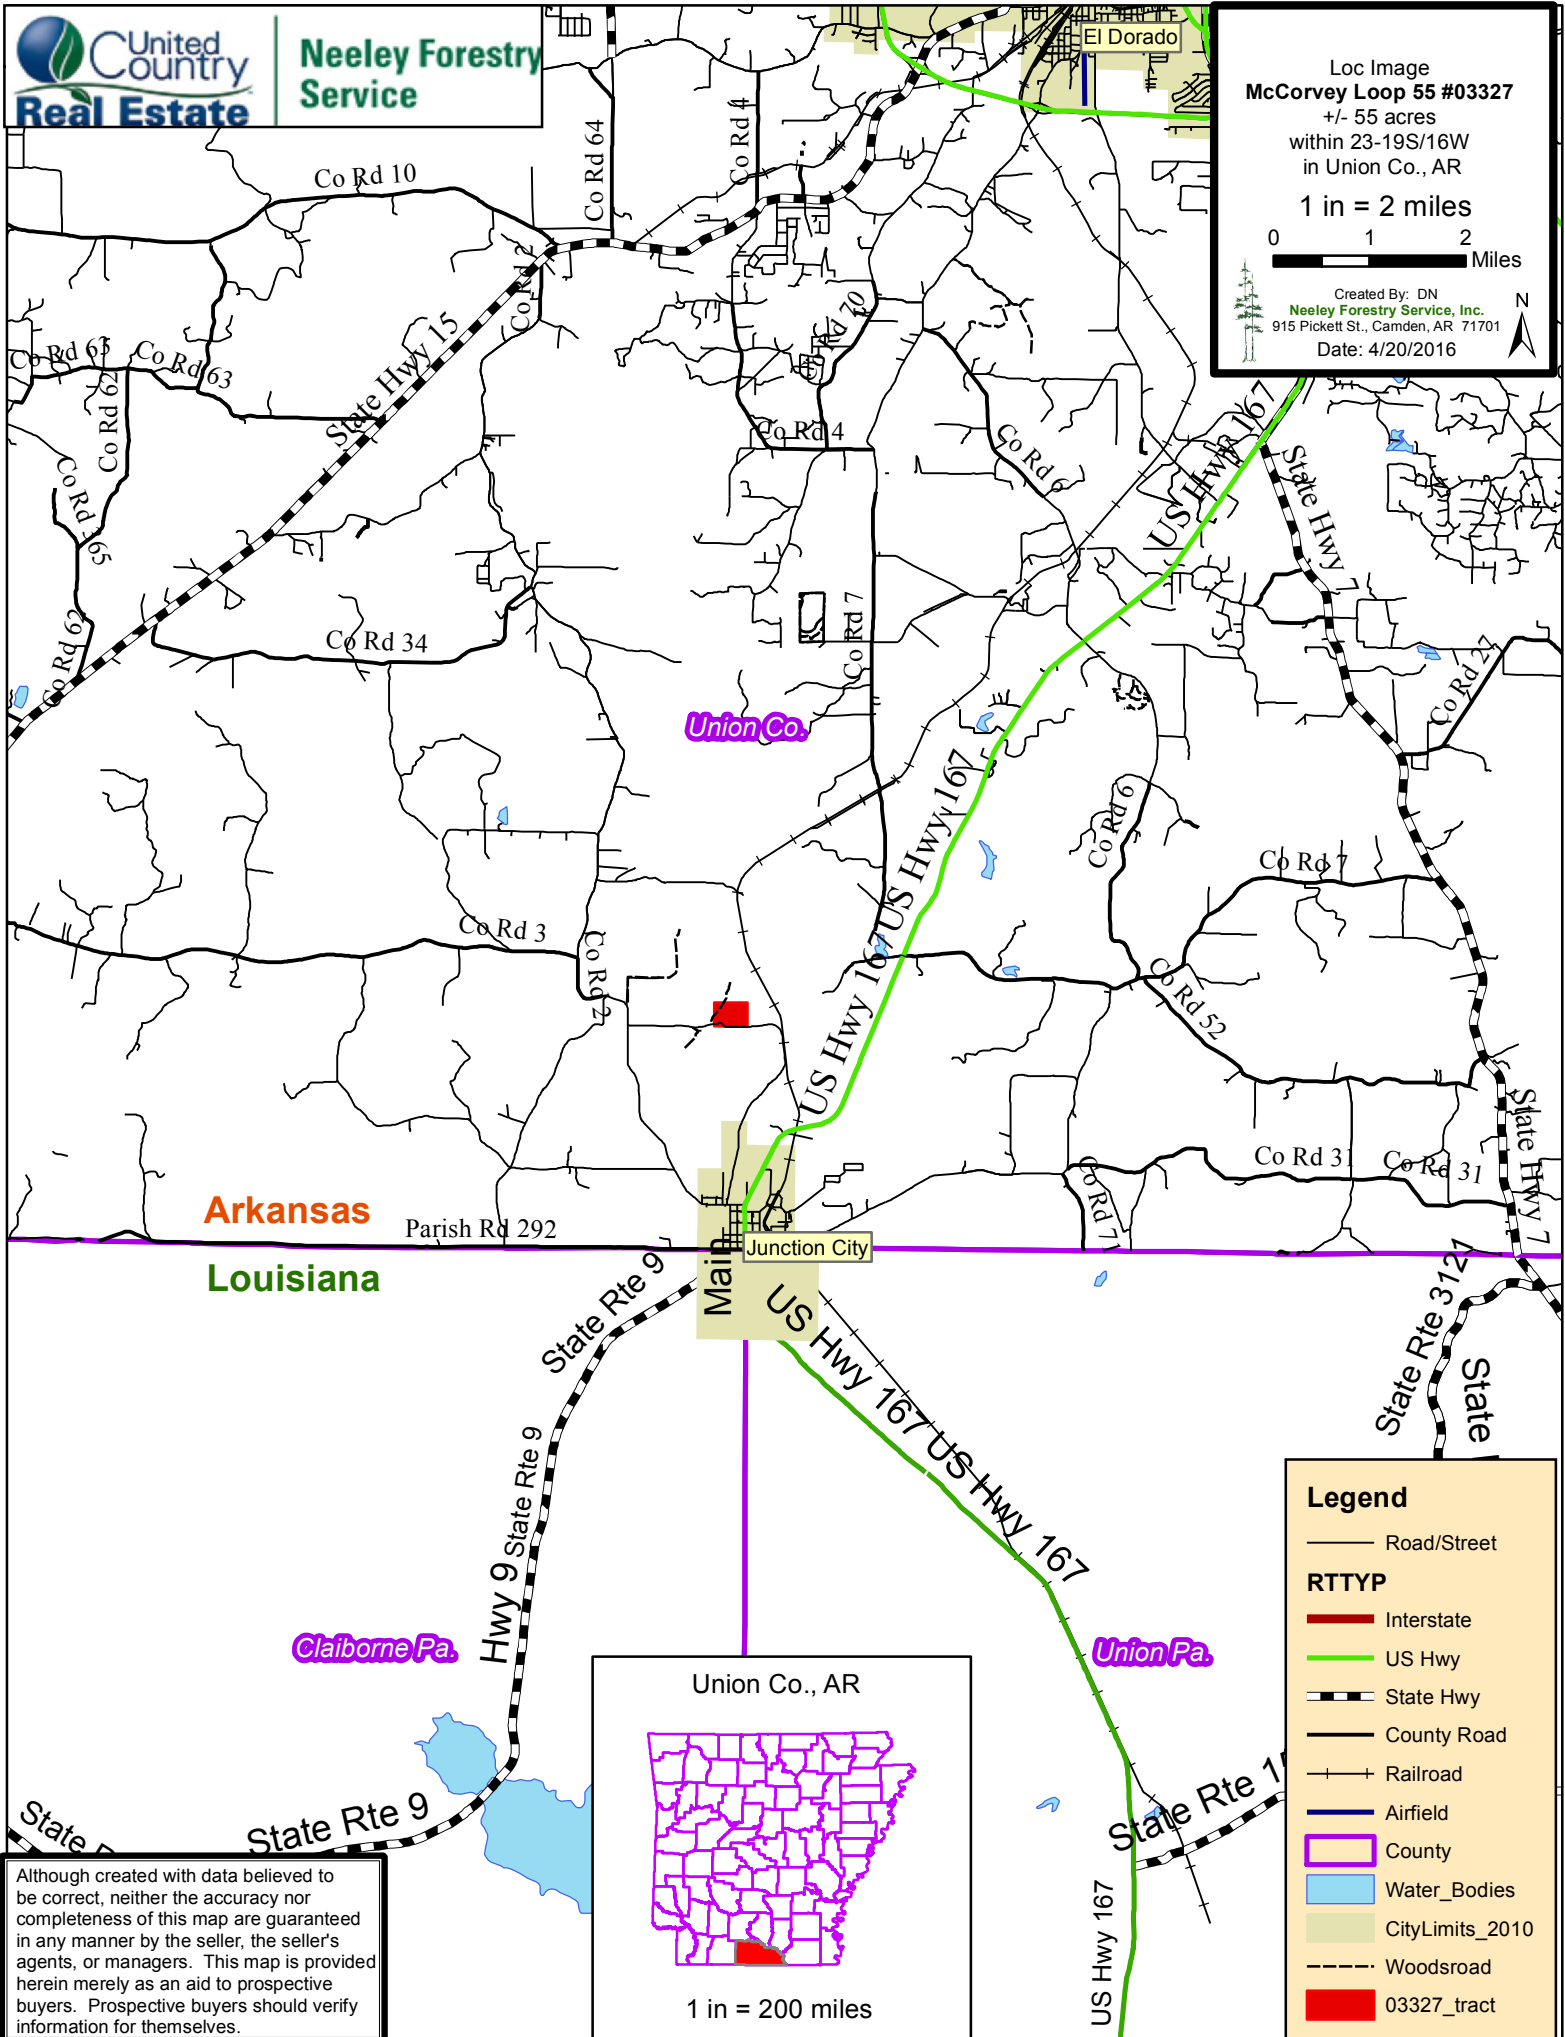 United
Country
Real Estate
Neeley Forestry
Service
El Dorado
Loc Image
McCorvey Loop 55 #03327
+/- 55 acres
within 23-19S/16W
in Union Co., AR
1 in = 2 miles
0 1 2
Miles
Created By: DN
Neeley Forestry Service, Inc.
915 Pickett St., Camden, AR 71701
Date: 4/20/2016
N
Co Rd 64
Co Rd 4
Co Rd 10
Co Rd 2
State Hwy 15
Co Rd 70
Co Rd 65
Co Rd 63
Co Rd 62
Co Rd 4
Co Rd 6
US Hwy 167
State Hwy 7
Co Rd 365
Co Rd 62
Co Rd 34
Co Rd 7
Co Rd 27
Union Co.
US Hwy 167
US Hwy 167
US Hwy 167
Co Rd 6
Co Rd 7
Co Rd 3
Co Rd 2
Co Rd 52
State Hwy 7
Co Rd 31
Co Rd 31
Co Rd 71
Arkansas
Parish Rd 292
Junction City
Louisiana
Main
State Rte 9
US Hwy 167
US Hwy 167
State Rte 3121
State
State Rte 9
Hwy 9
Claiborne Pa.
Union Pa.
State Rte 9
State
State Rte
US Hwy 167
Union Co., AR
1 in = 200 miles
Legend
Road/Street
RTTYP
Interstate
US Hwy
State Hwy
County Road
Railroad
Airfield
County
Water_Bodies
CityLimits_2010
Woodsroad
03327_tract
Although created with data believed to
be correct, neither the accuracy nor
completeness of this map are guaranteed
in any manner by the seller, the seller's
agents, or managers. This map is provided
herein merely as an aid to prospective
buyers. Prospective buyers should verify
information for themselves.